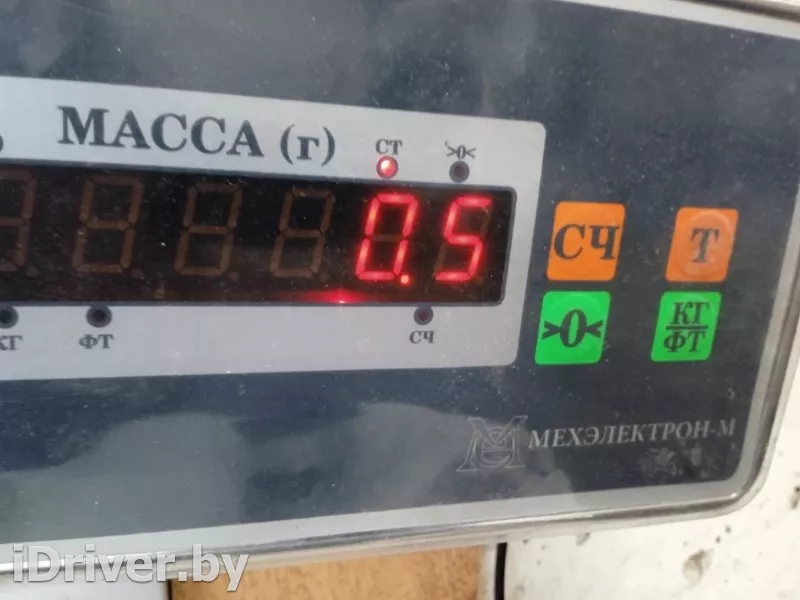 МАССА (г)
СТ >0<
0.5
КГ ФТ СЧ
СЧ Т
>0< КГ
ФТ
МЕХЭЛЕКТРОН-М
iDriver.by